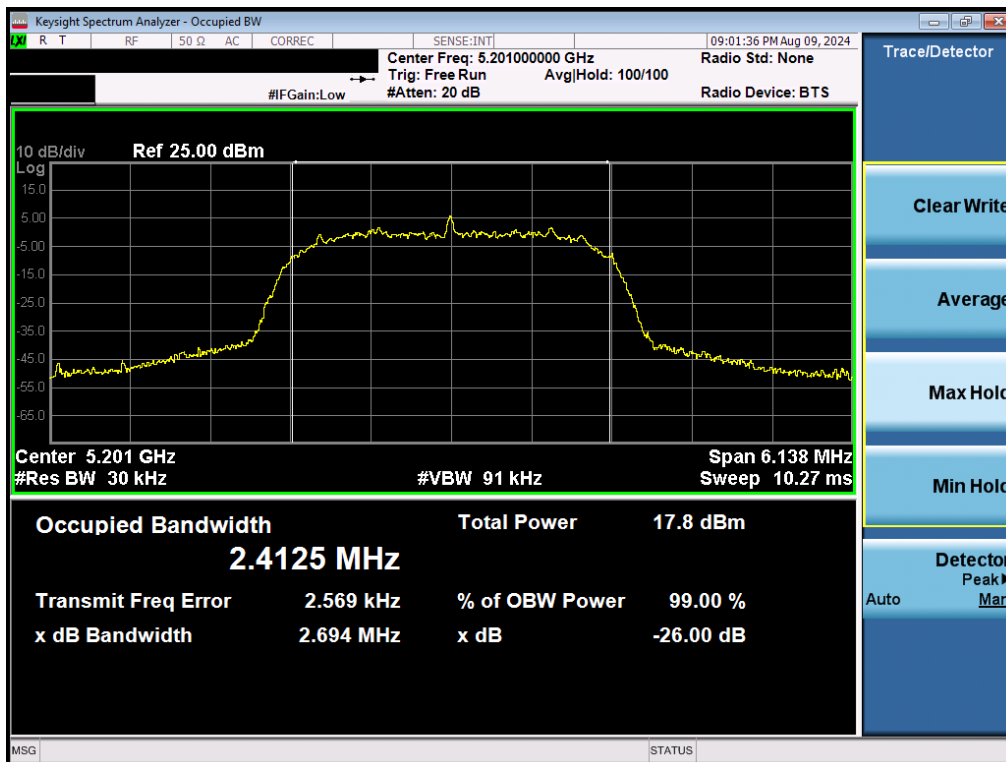 Keysight Spectrum Analyzer - Occupied BW
LXI R T RF 50 Ω AC CORREC SENSE:INT 09:01:36 PM Aug 09, 2024
Center Freq: 5.201000000 GHz Radio Std: None
Trig: Free Run Avg|Hold: 100/100
#IFGain:Low #Atten: 20 dB Radio Device: BTS
10 dB/div Ref 25.00 dBm
Log
15.0
5.00
-5.00
-15.0
-25.0
-35.0
-45.0
-55.0
-65.0
Center 5.201 GHz Span 6.138 MHz
#Res BW 30 kHz #VBW 91 kHz Sweep 10.27 ms
Occupied Bandwidth Total Power 17.8 dBm
2.4125 MHz
Transmit Freq Error 2.569 kHz % of OBW Power 99.00 %
x dB Bandwidth 2.694 MHz x dB -26.00 dB
MSG STATUS
Trace/Detector
Clear Write
Average
Max Hold
Min Hold
Detector
Peak▶
Auto Man